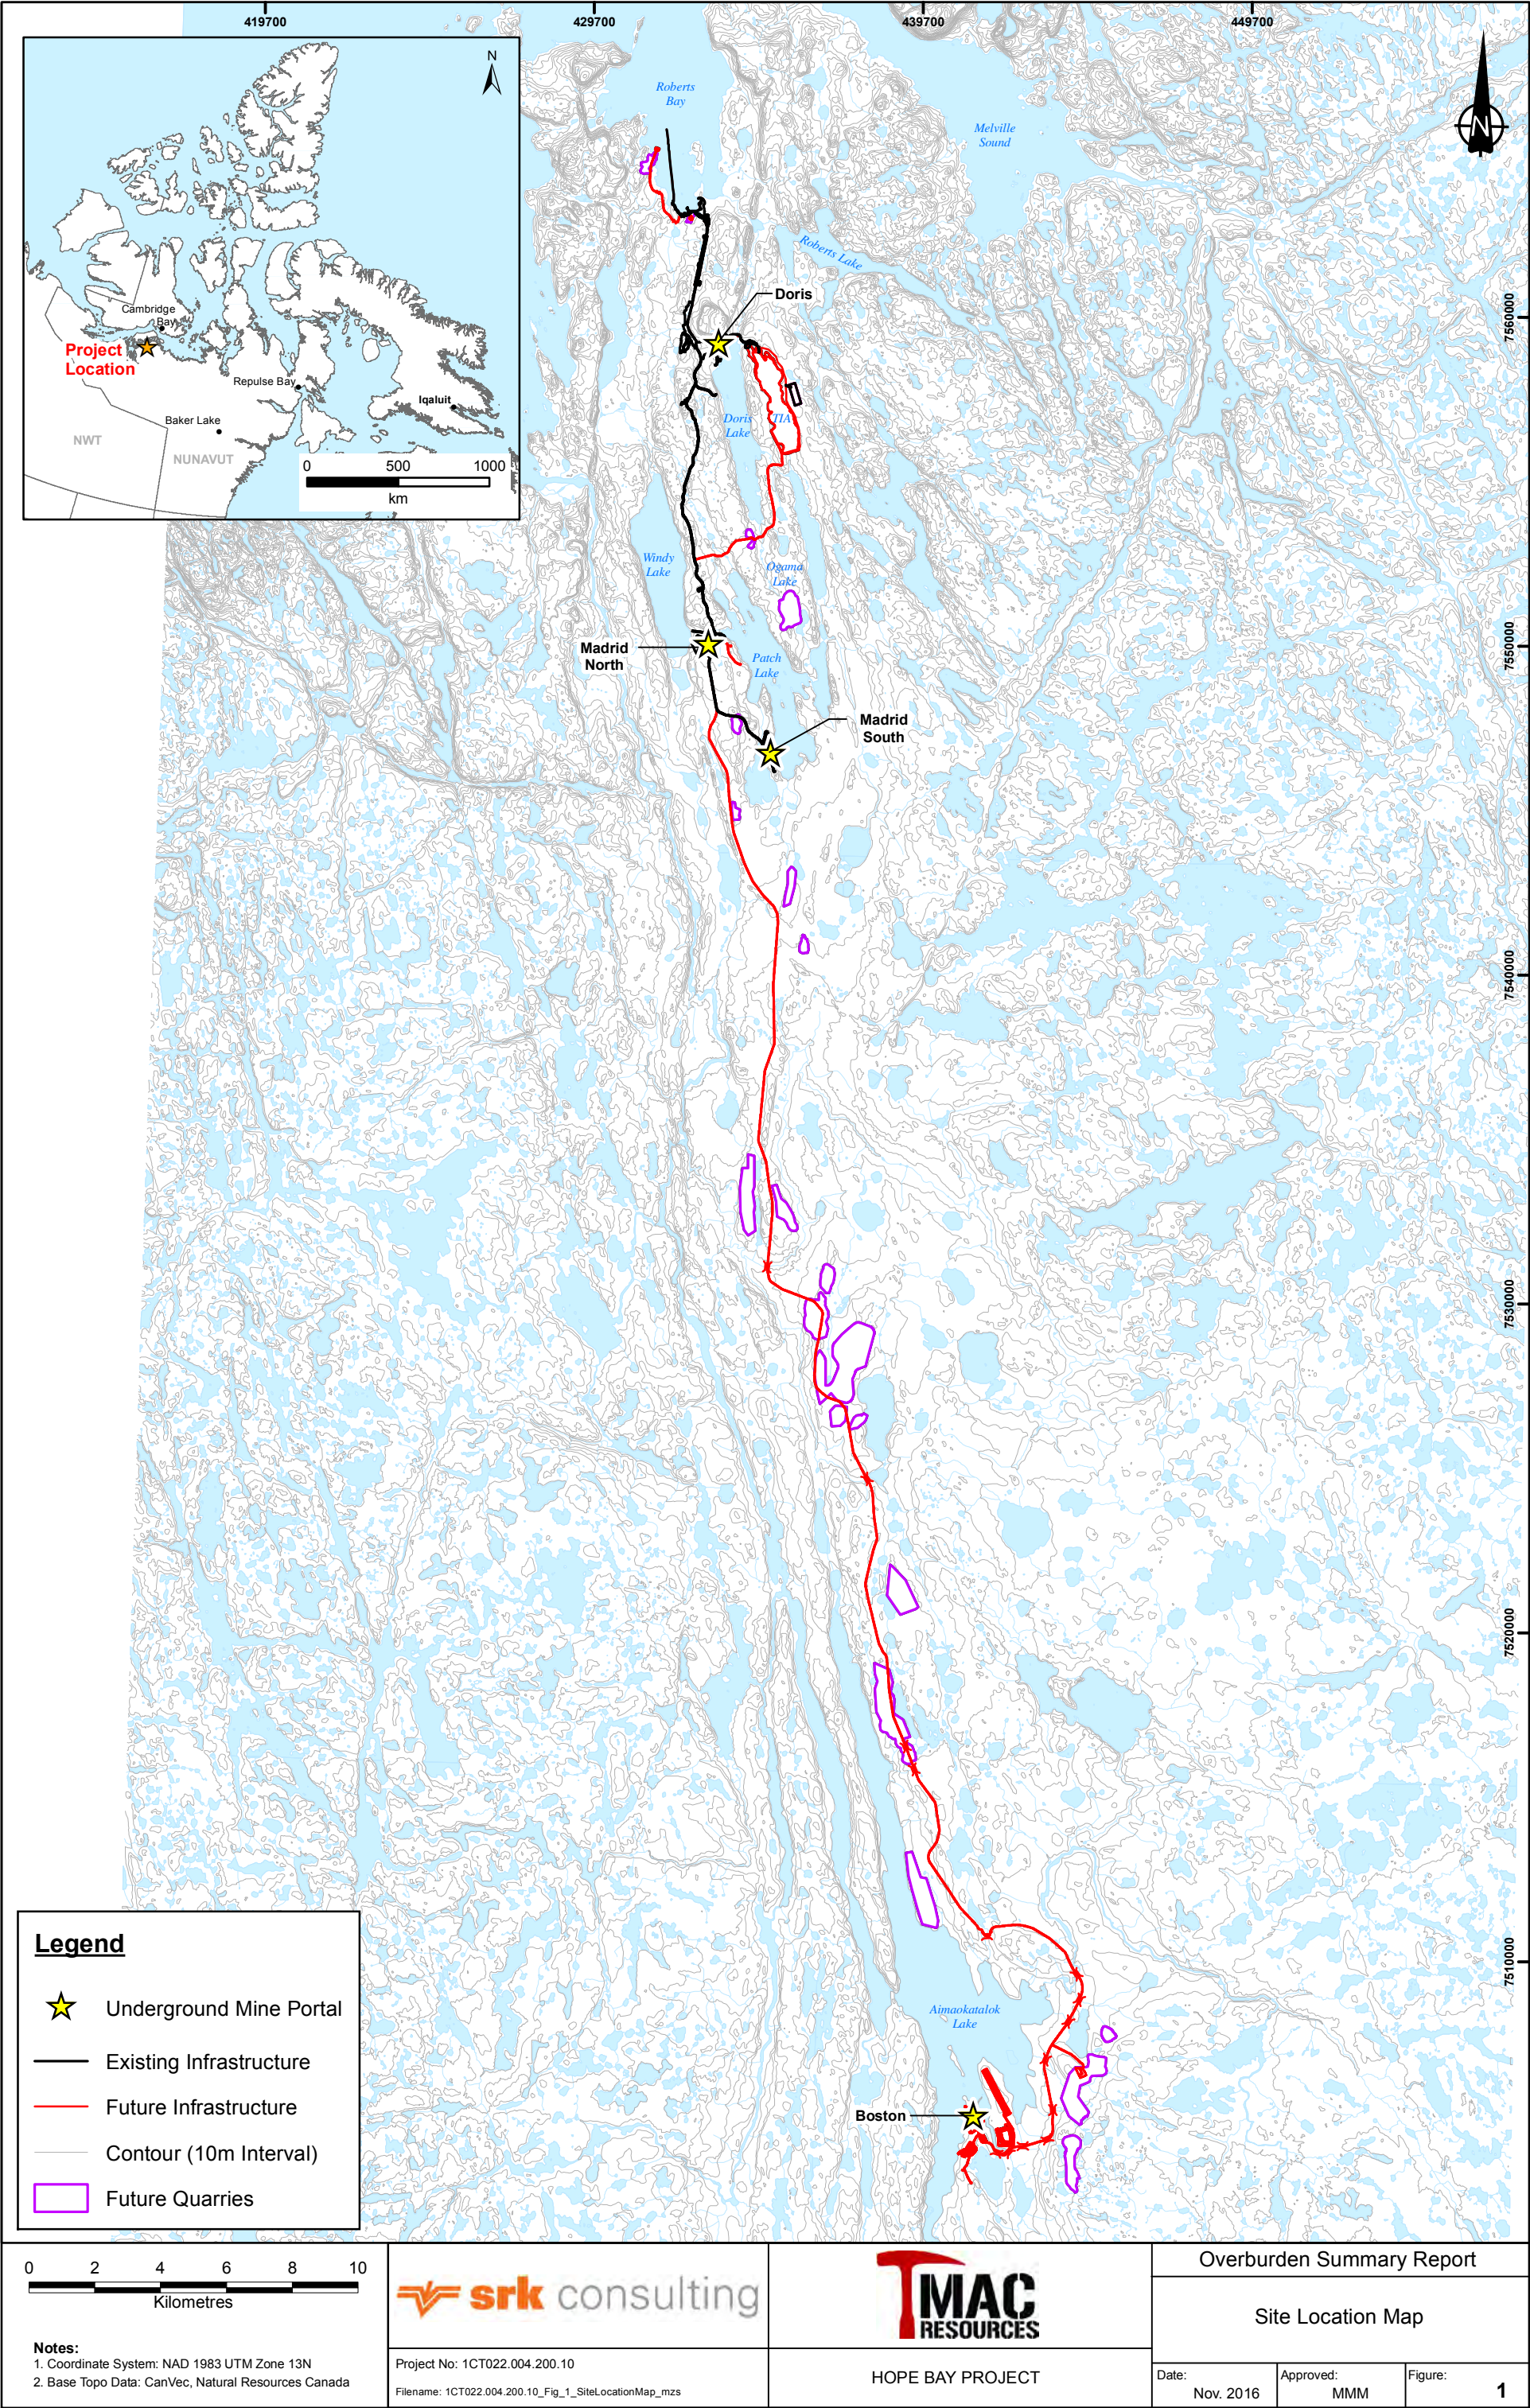 419700
429700
439700
449700
N
Cambridge
Bay
Project
Location
Repulse Bay
Iqaluit
Baker Lake
NWT
NUNAVUT
0 500 1000
km
Roberts
Bay
Melville
Sound
N
Roberts Lake
Doris
7560000
Doris
Lake
TIA
Windy
Lake
Ogama
Lake
Madrid
North
Patch
Lake
7550000
Madrid
South
7540000
7530000
7520000
7510000
Aimaokatalok
Lake
Boston
Legend
Underground Mine Portal
Existing Infrastructure
Future Infrastructure
Contour (10m Interval)
Future Quarries
0 2 4 6 8 10
Kilometres
Notes:
1. Coordinate System: NAD 1983 UTM Zone 13N
2. Base Topo Data: CanVec, Natural Resources Canada
srk consulting
Project No: 1CT022.004.200.10
Filename: 1CT022.004.200.10_Fig_1_SiteLocationMap_mzs
TMAC
RESOURCES
HOPE BAY PROJECT
Overburden Summary Report
Site Location Map
Date:
Nov. 2016
Approved:
MMM
Figure:
1